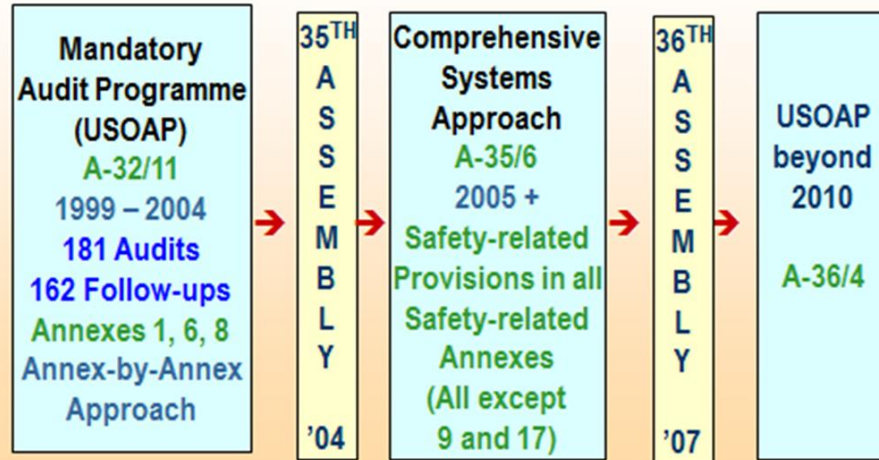 Mandatory
Audit Programme
(USOAP)
A-32/11
1999 – 2004
181 Audits
162 Follow-ups
Annexes 1, 6, 8
Annex-by-Annex
Approach
35TH
A
S
S
E
M
B
L
Y
’04
Comprehensive
Systems
Approach
A-35/6
2005 +
Safety-related
Provisions in all
Safety-related
Annexes
(All except
9 and 17)
36TH
A
S
S
E
M
B
L
Y
’07
USOAP
beyond
2010
A-36/4